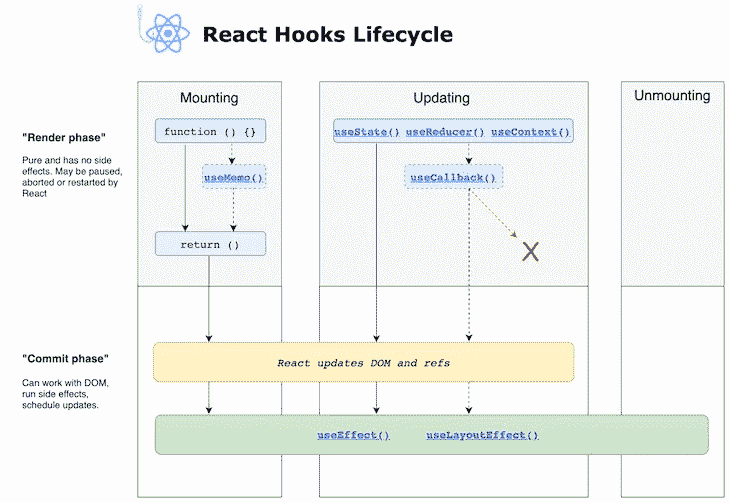 React Hooks Lifecycle
Mounting
Updating
Unmounting
"Render phase"
Pure and has no side
effects. May be paused,
aborted or restarted by
React
function () {}
useMemo()
return ()
useState() useReducer() useContext()
useCallback()
X
"Commit phase"
Can work with DOM,
run side effects,
schedule updates.
React updates DOM and refs
useEffect() useLayoutEffect()